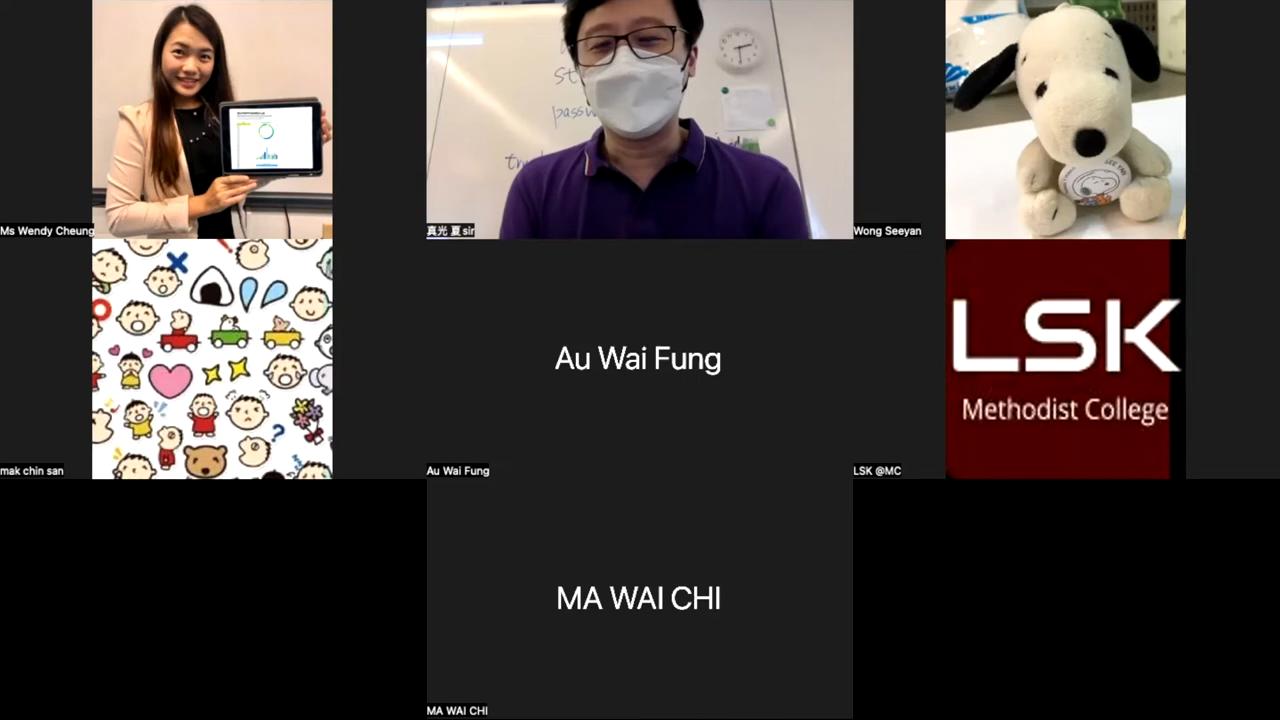 Ms Wendy Cheung
真光 夏 sir
Wong Seeyan
mak chin san
Au Wai Fung
Au Wai Fung
LSK
Methodist College
LSK @MC
MA WAI CHI
MA WAI CHI